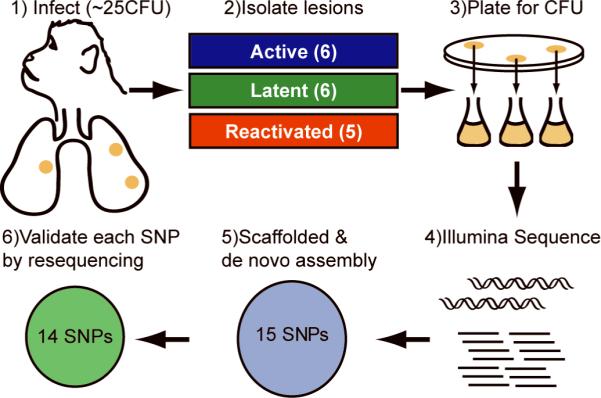 1) Infect (~25CFU)
2)Isolate lesions
3)Plate for CFU
Active (6)
Latent (6)
Reactivated (5)
4)Illumina Sequence
5)Scaffolded &
de novo assembly
15 SNPs
6)Validate each SNP
by resequencing
14 SNPs